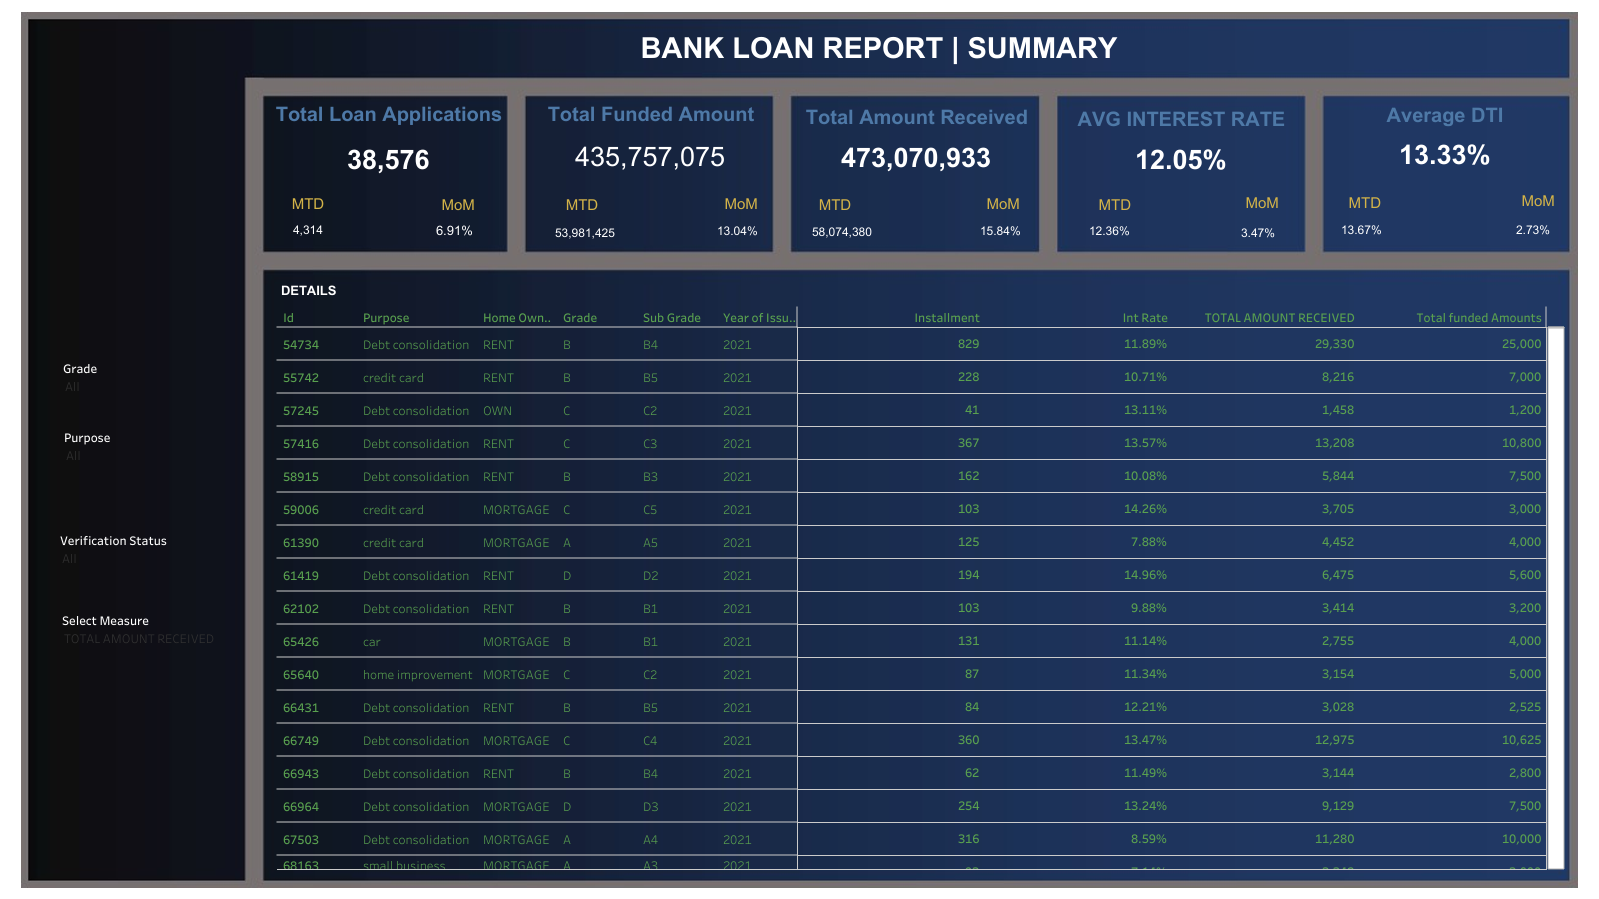 BANK LOAN REPORT | SUMMARY
Total Loan Applications Total Funded Amount Total Amount Received AVG INTEREST RATE Average DTI
38,576 435,757,075 473,070,933 12.05% 13.33%
MTD MoM MTD MoM MTD MoM MTD MoM MTD MoM
4,314 6.91% 53,981,425 13.04% 58,074,380 15.84% 12.36% 3.47% 13.67% 2.73%
DETAILS
Id Purpose Home Own.. Grade Sub Grade Year of Issu.. Installment Int Rate TOTAL AMOUNT RECEIVED Total funded Amounts
54734 Debt consolidation RENT B B4 2021 829 11.89% 29,330 25,000
55742 credit card RENT B B5 2021 228 10.71% 8,216 7,000
57245 Debt consolidation OWN C C2 2021 41 13.11% 1,458 1,200
57416 Debt consolidation RENT C C3 2021 367 13.57% 13,208 10,800
58915 Debt consolidation RENT B B3 2021 162 10.08% 5,844 7,500
59006 credit card MORTGAGE C C5 2021 103 14.26% 3,705 3,000
61390 credit card MORTGAGE A A5 2021 125 7.88% 4,452 4,000
61419 Debt consolidation RENT D D2 2021 194 14.96% 6,475 5,600
62102 Debt consolidation RENT B B1 2021 103 9.88% 3,414 3,200
65426 car MORTGAGE B B1 2021 131 11.14% 2,755 4,000
65640 home improvement MORTGAGE C C2 2021 87 11.34% 3,154 5,000
66431 Debt consolidation RENT B B5 2021 84 12.21% 3,028 2,525
66749 Debt consolidation MORTGAGE C C4 2021 360 13.47% 12,975 10,625
66943 Debt consolidation RENT B B4 2021 62 11.49% 3,144 2,800
66964 Debt consolidation MORTGAGE D D3 2021 254 13.24% 9,129 7,500
67503 Debt consolidation MORTGAGE A A4 2021 316 8.59% 11,280 10,000
68163 small business MORTGAGE A A3 2021
Grade
All
Purpose
All
Verification Status
All
Select Measure
TOTAL AMOUNT RECEIVED